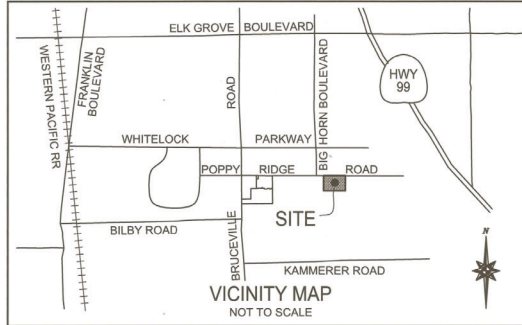 ELK GROVE BOULEVARD
WESTERN PACIFIC RR
FRANKLIN
BOULEVARD
ROAD
BIG HORN BOULEVARD
HWY
99
WHITELOCK PARKWAY
POPPY RIDGE ROAD
SITE
BILBY ROAD
BRUCEVILLE
KAMMERER ROAD
N
VICINITY MAP
NOT TO SCALE